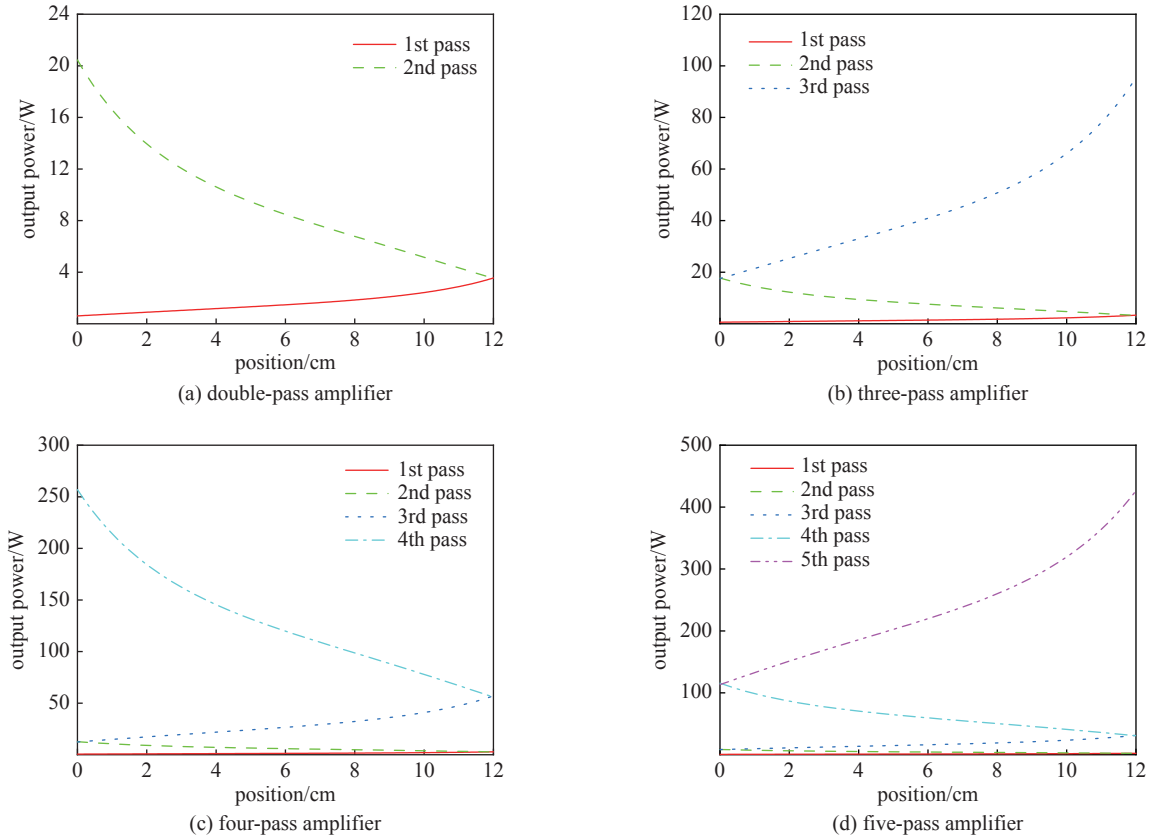 24
20
16
12
8
4
output power/W
1st pass
2nd pass
0 2 4 6 8 10 12
position/cm
(a) double-pass amplifier
120
100
80
60
40
20
0
output power/W
1st pass
2nd pass
3rd pass
0 2 4 6 8 10 12
position/cm
(b) three-pass amplifier
300
250
200
150
100
50
output power/W
1st pass
2nd pass
3rd pass
4th pass
0 2 4 6 8 10 12
position/cm
(c) four-pass amplifier
500
400
300
200
100
output power/W
1st pass
2nd pass
3rd pass
4th pass
5th pass
0 2 4 6 8 10 12
position/cm
(d) five-pass amplifier